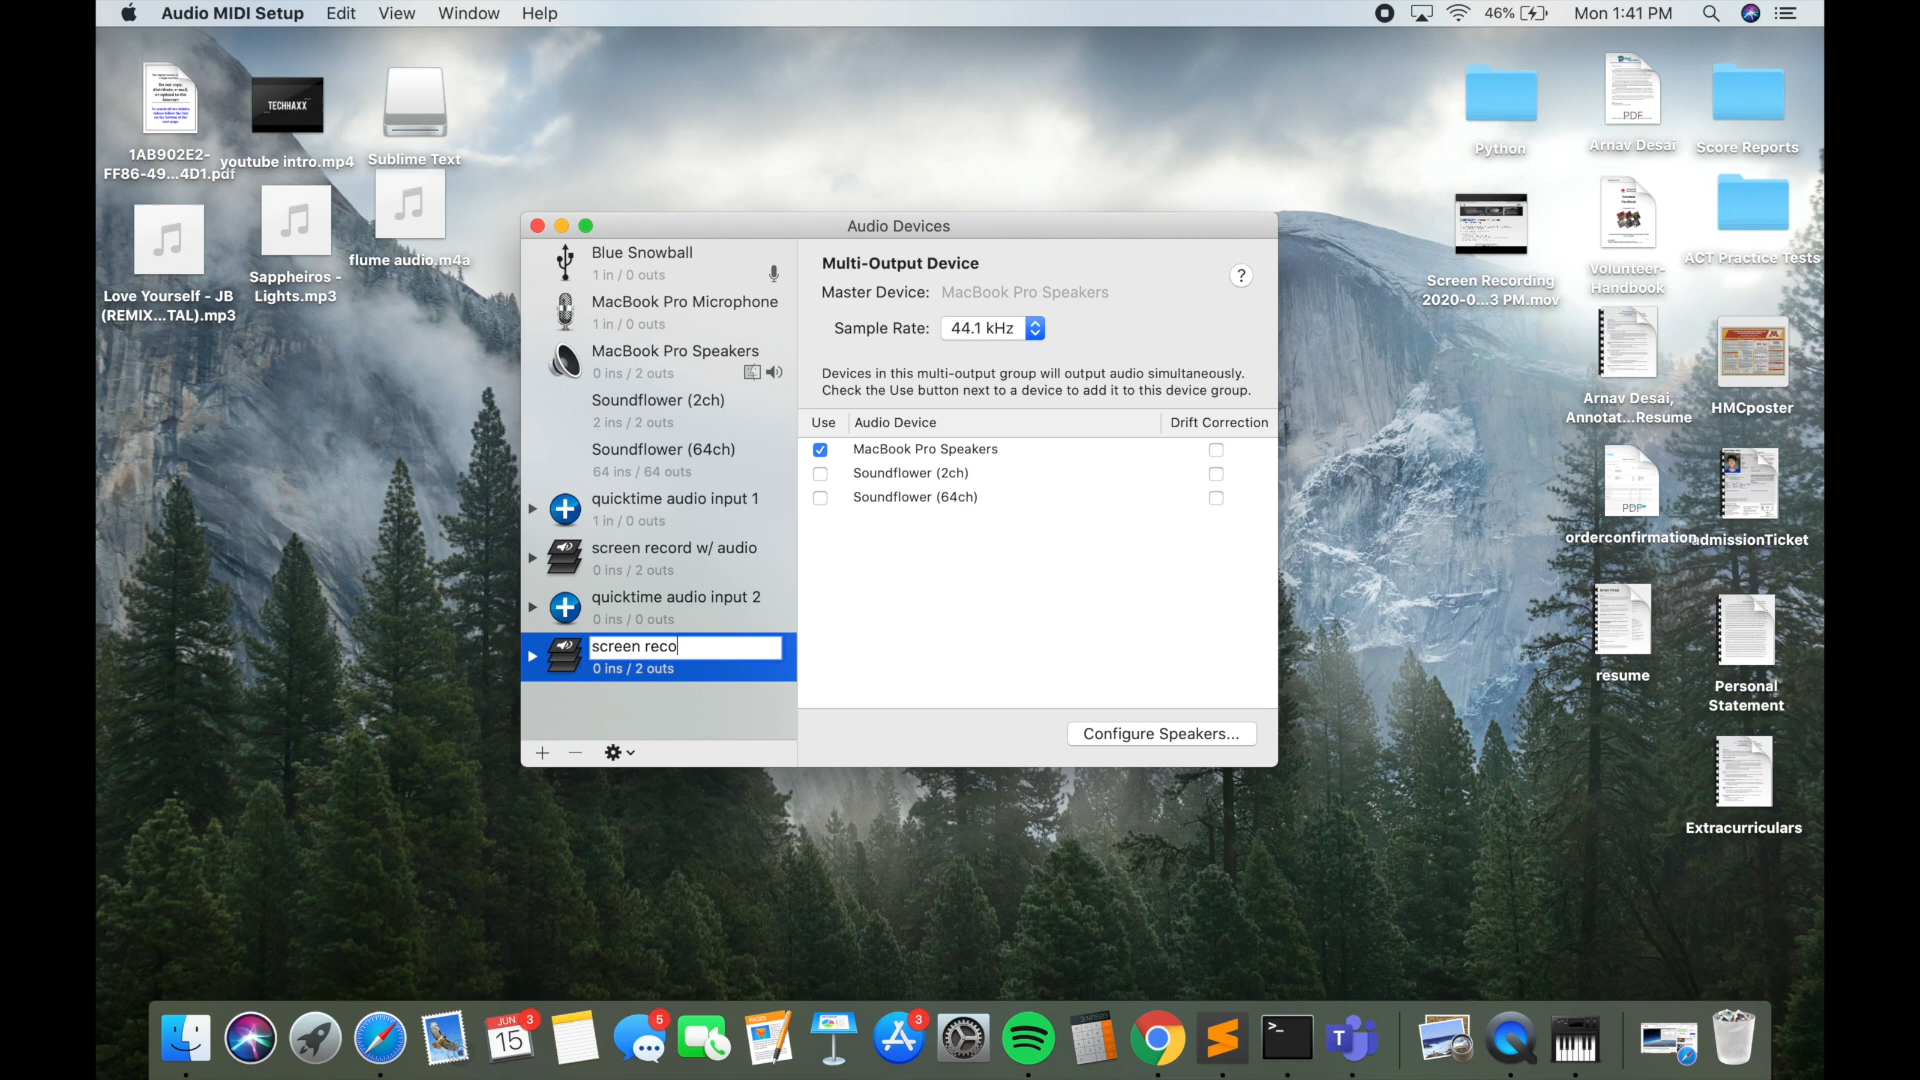 Audio MIDI Setup Edit View Window Help
46% Mon 1:41 PM
TECHHAXX
1AB902E2-
FF86-49...4D1.pdf
youtube intro.mp4
Sublime Text
Love Yourself - JB
(REMIX...TAL).mp3
Sappheiros -
Lights.mp3
flume audio.m4a
Python
PDF
Arnav Desai
Score Reports
Screen Recording
2020-0...3 PM.mov
Volunteer-
Handbook
ACT Practice Tests
Arnav Desai,
Annotat...Resume
HMCposter
PDF
orderconfirmation
admissionTicket
resume
Personal
Statement
Extracurriculars
Audio Devices
Blue Snowball
1 in / 0 outs
MacBook Pro Microphone
1 in / 0 outs
MacBook Pro Speakers
0 ins / 2 outs
Soundflower (2ch)
2 ins / 2 outs
Soundflower (64ch)
64 ins / 64 outs
quicktime audio input 1
1 in / 0 outs
screen record w/ audio
0 ins / 2 outs
quicktime audio input 2
0 ins / 0 outs
screen reco
0 ins / 2 outs
Multi-Output Device
?
Master Device: MacBook Pro Speakers
Sample Rate: 44.1 kHz
Devices in this multi-output group will output audio simultaneously.
Check the Use button next to a device to add it to this device group.
Use Audio Device Drift Correction
MacBook Pro Speakers
Soundflower (2ch)
Soundflower (64ch)
Configure Speakers...
JUN 3
15
5
PAGES
3
T